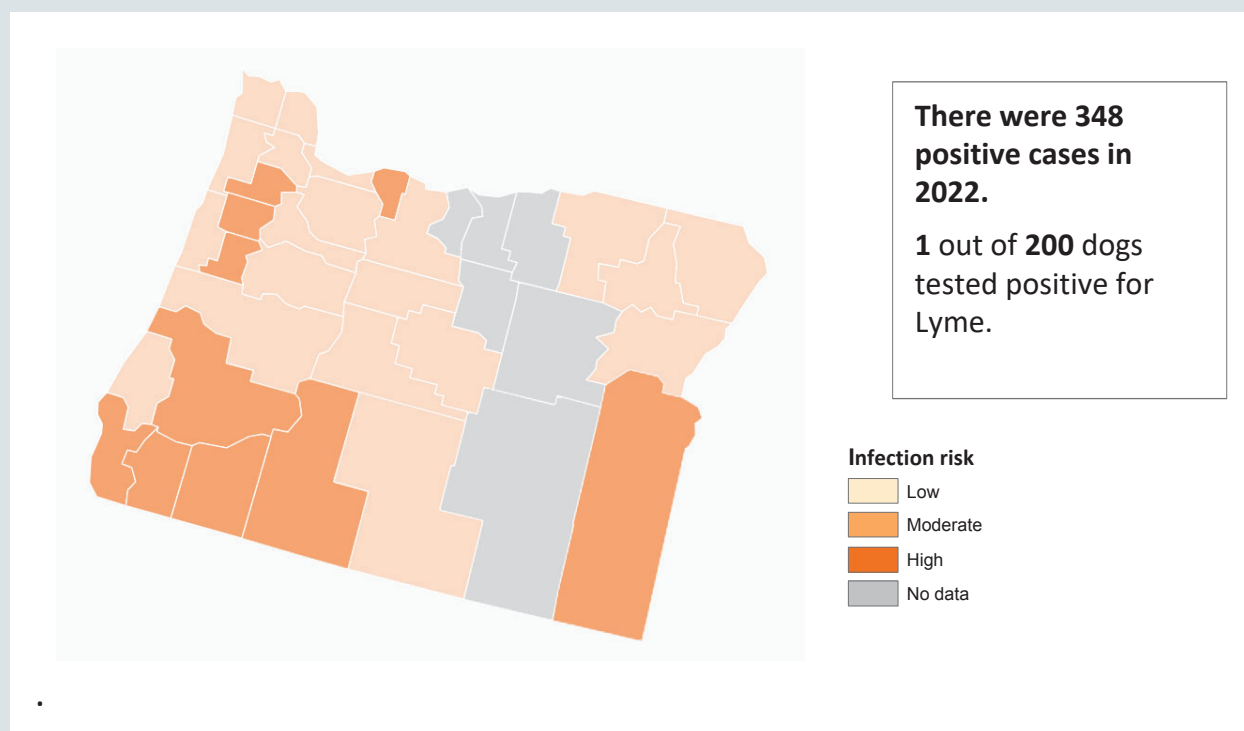 There were 348
positive cases in
2022.
1 out of 200 dogs
tested positive for
Lyme.
Infection risk
Low
Moderate
High
No data
.